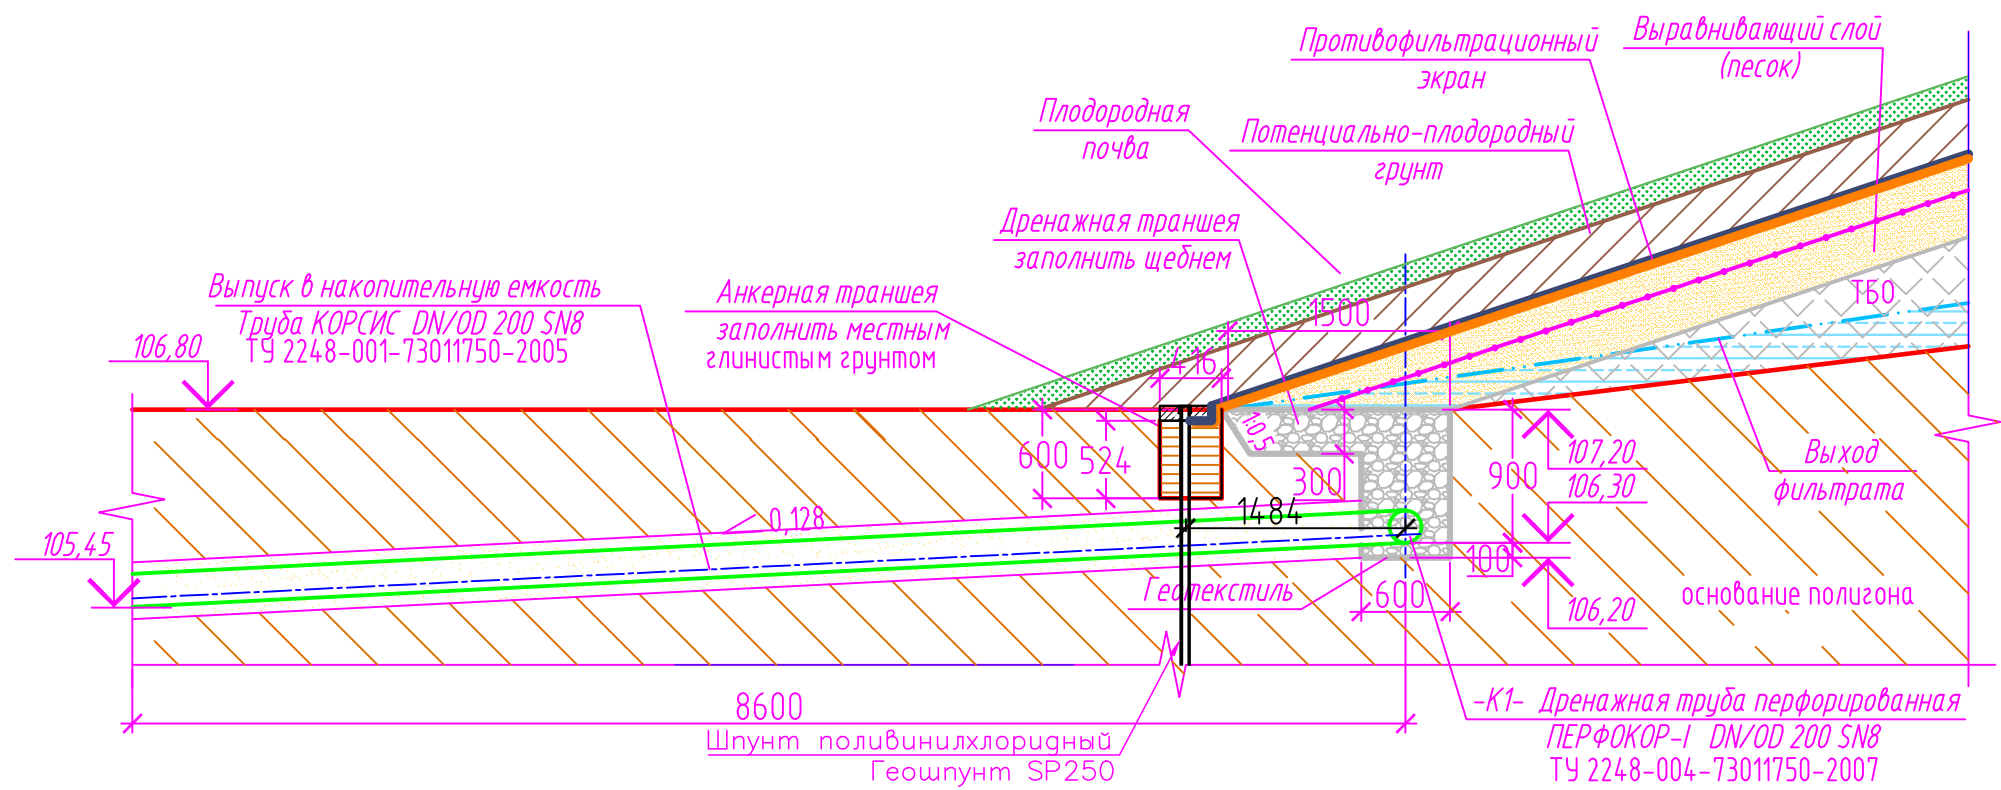 Выравнивающий слой
(песок)
Противофильтрационный
экран
Плодородная
почва
Потенциально-плодородный
грунт
Дренажная траншея
заполнить щебнем
Выпуск в накопительную емкость
Труба КОРСИС DN/OD 200 SN8
ТУ 2248-001-73011750-2005
Анкерная траншея
заполнить местным
глинистым грунтом
ТБО
1500
106,80
416
1:0,5
600
524
300
900
107,20
106,30
Выход
фильтрата
1484
0,128
105,45
100
Геотекстиль
600
106,20
основание полигона
8600
Шпунт поливинилхлоридный
Геошпунт SP250
-К1- Дренажная труба перфорированная
ПЕРФОКОР-I DN/OD 200 SN8
ТУ 2248-004-73011750-2007